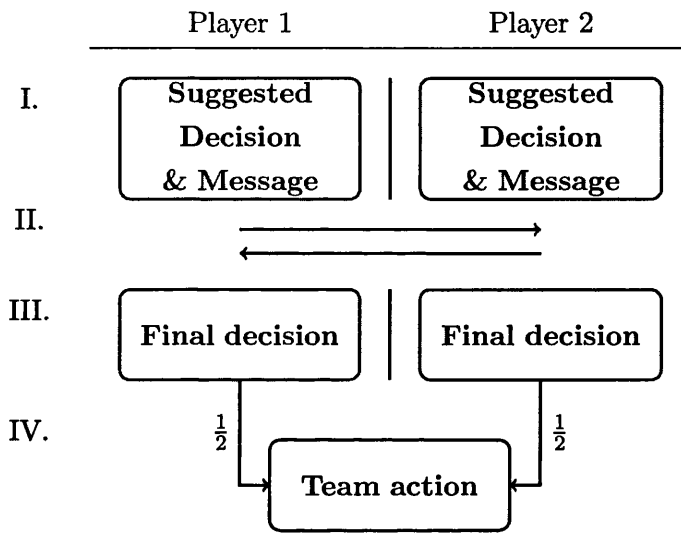 Player 1 Player 2
I.
Suggested Suggested
Decision Decision
& Message & Message
II.
III.
Final decision Final decision
IV.
1/2 1/2
Team action